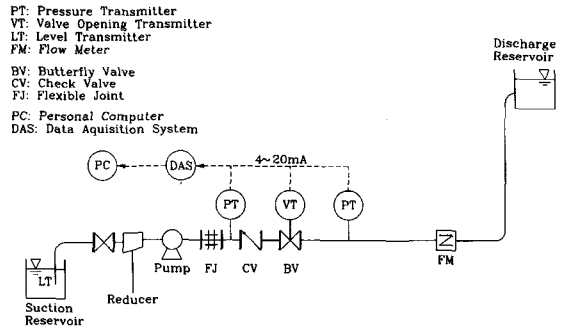 PT: Pressure Transmitter
VT: Valve Opening Transmitter
LT: Level Transmitter
FM: Flow Meter
BV: Butterfly Valve
CV: Check Valve
FJ: Flexible Joint
PC: Personal Computer
DAS: Data Aquisition System
Discharge
Reservoir
4~20mA
PC
DAS
PT
VT
PT
Pump
FJ
CV
BV
FM
LT
Reducer
Suction
Reservoir